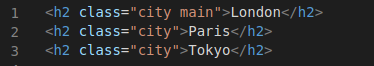 1 <h2 class="city main">London</h2>
2 <h2 class="city">Paris</h2>
3 <h2 class="city">Tokyo</h2>